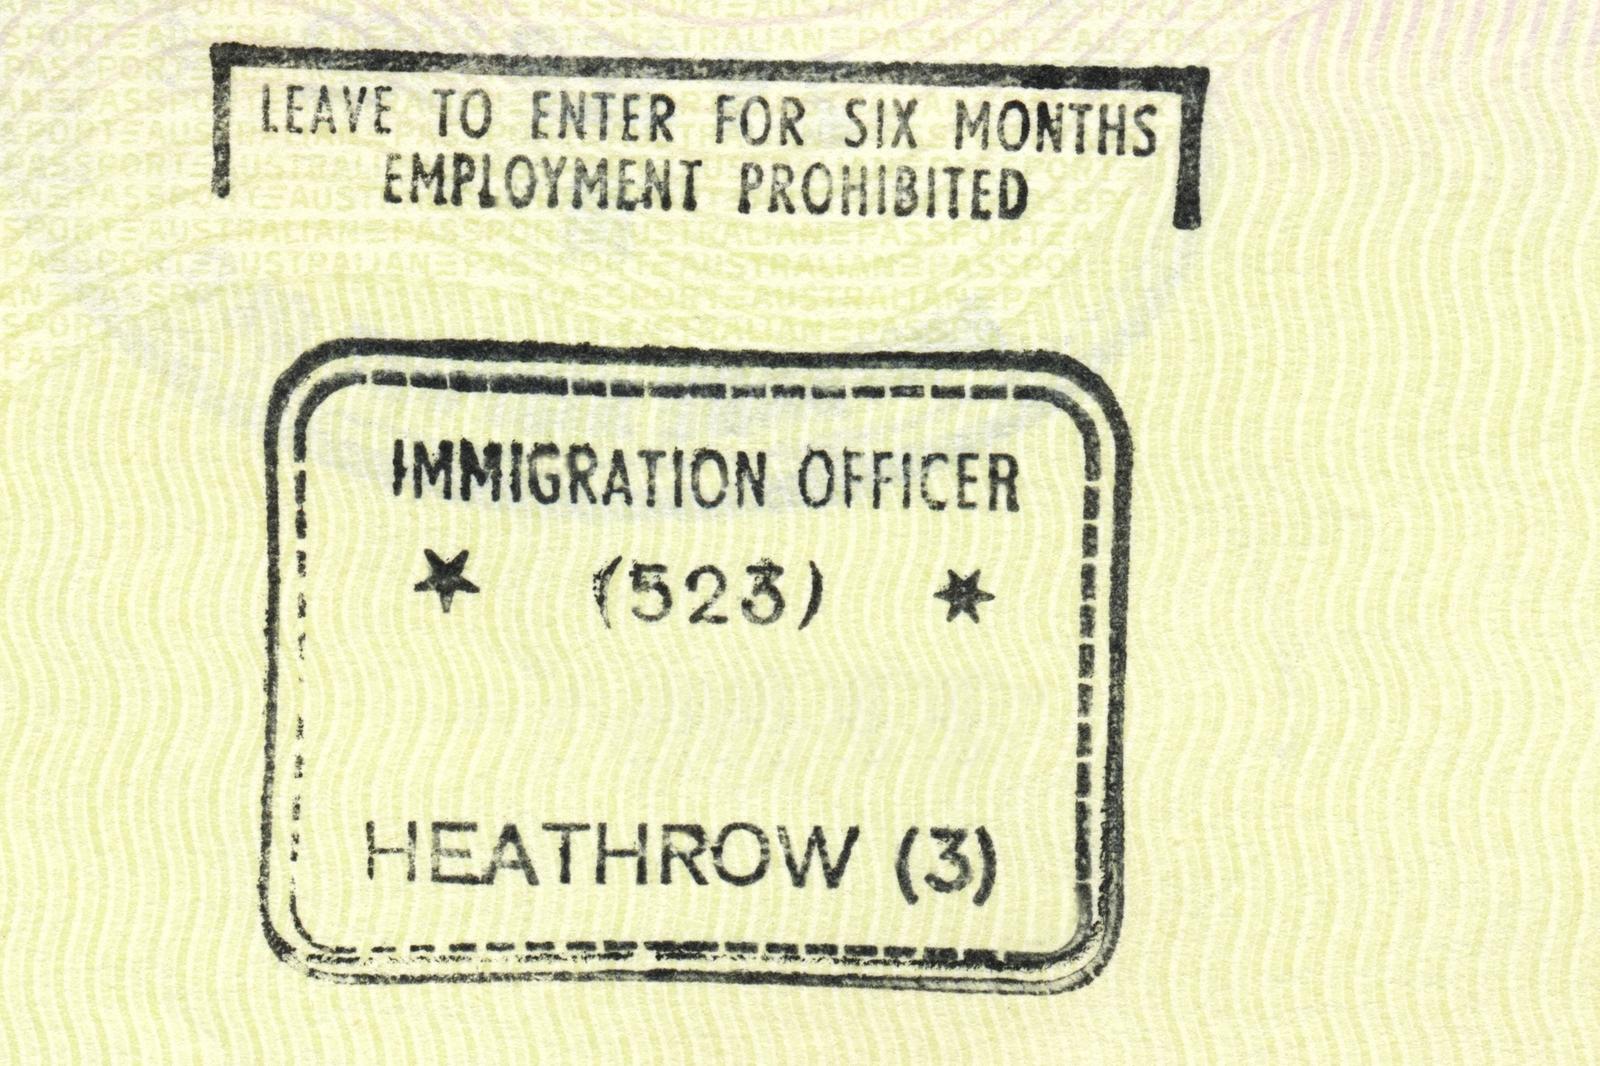 LEAVE TO ENTER FOR SIX MONTHS
EMPLOYMENT PROHIBITED
IMMIGRATION OFFICER
★ (523) ✶
HEATHROW (3)